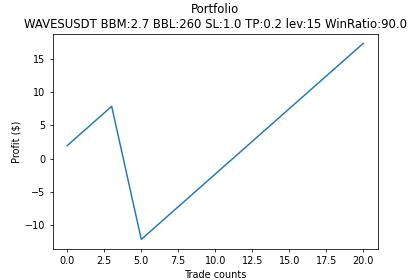 Portfolio
WAVESUSDT BBM:2.7 BBL:260 SL:1.0 TP:0.2 lev:15 WinRatio:90.0
15
10
5
0
−5
−10
Profit ($)
0.0 2.5 5.0 7.5 10.0 12.5 15.0 17.5 20.0
Trade counts